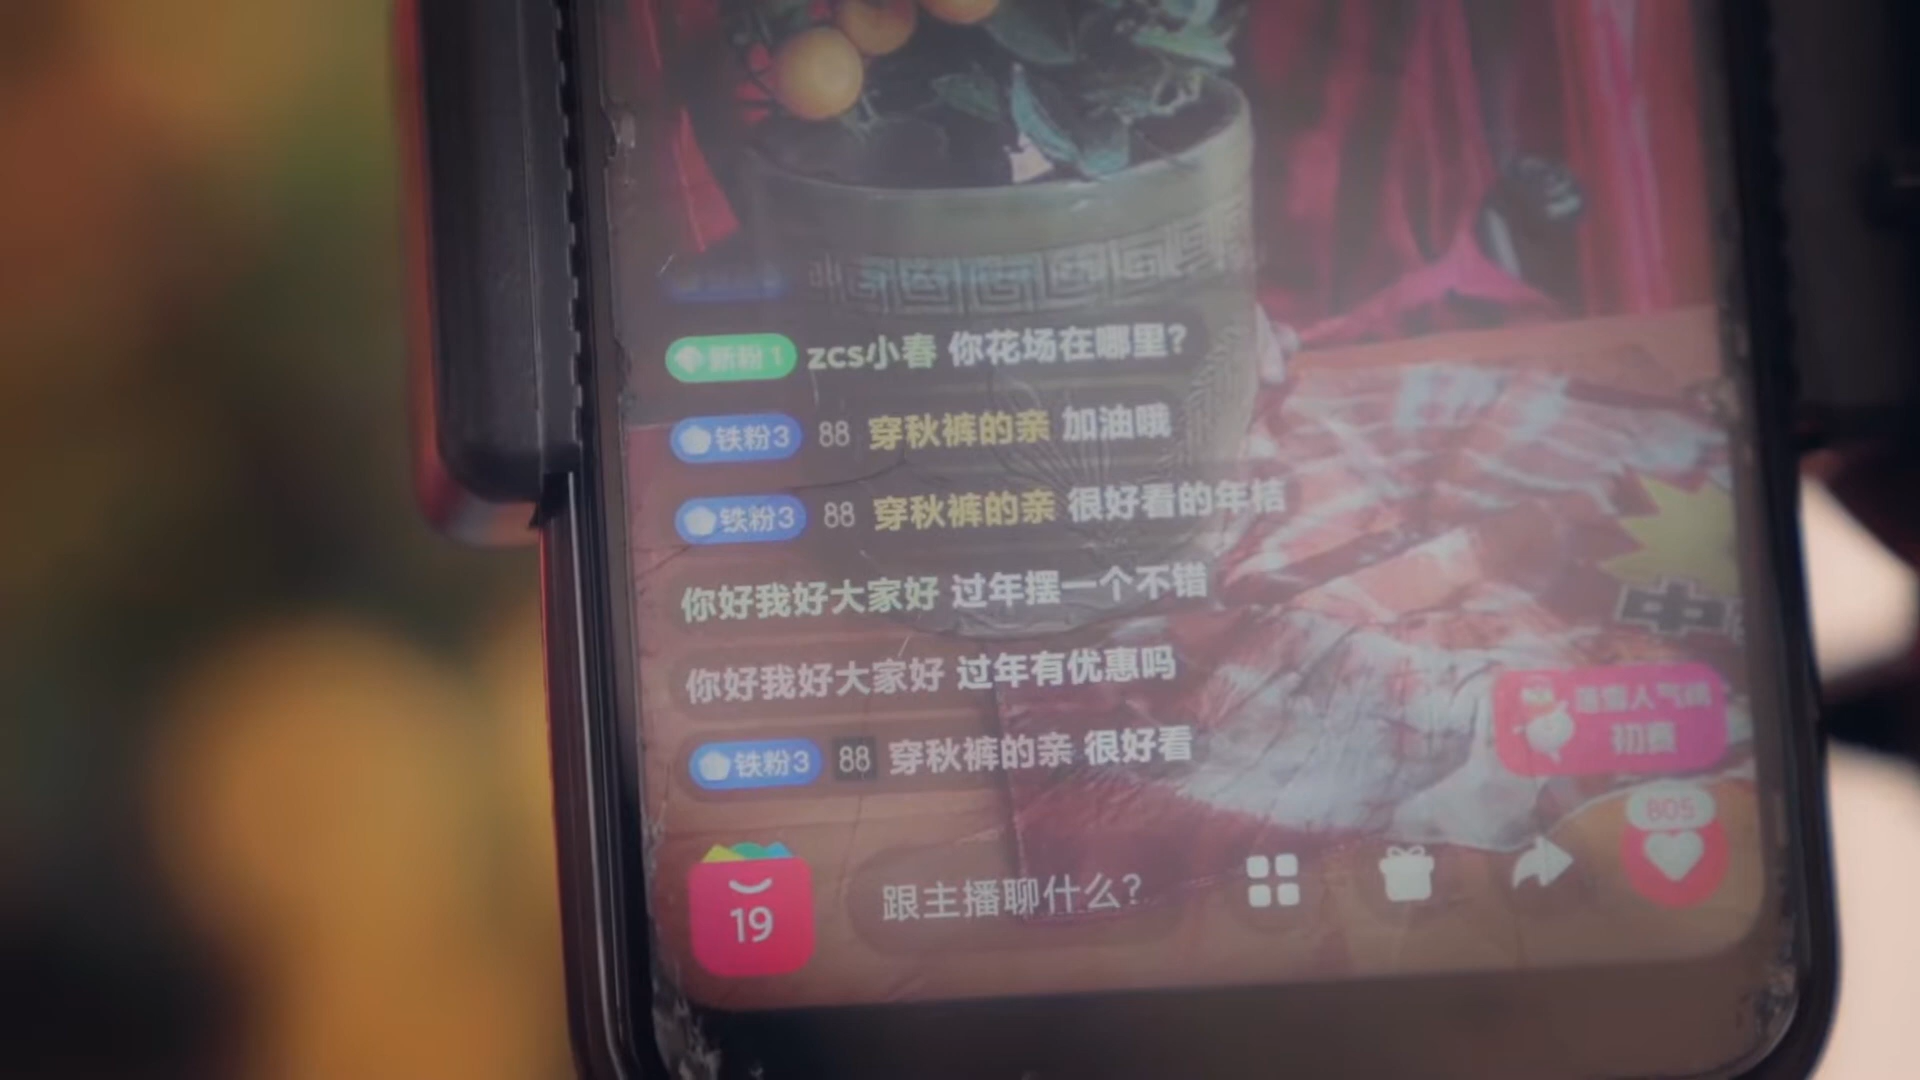 新粉 1 zcs小春 你花场在哪里?
铁粉3 88 穿秋裤的亲 加油哦
铁粉3 88 穿秋裤的亲 很好看的年桔
你好我好大家好 过年摆一个不错
你好我好大家好 过年有优惠吗
铁粉3 88 穿秋裤的亲 很好看
中
人气
初赛
805
19
跟主播聊什么?